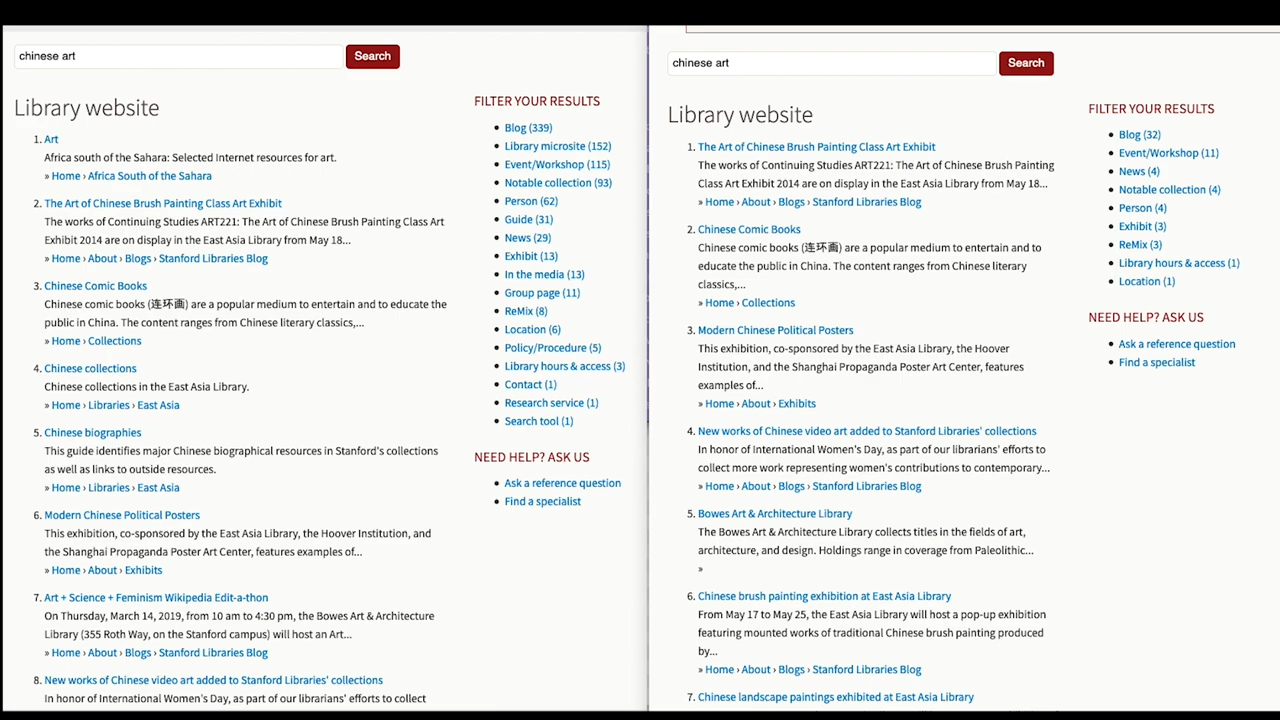 chinese art
Search
Library website
1. Art
Africa south of the Sahara: Selected Internet resources for art.
» Home › Africa South of the Sahara
2. The Art of Chinese Brush Painting Class Art Exhibit
The works of Continuing Studies ART221: The Art of Chinese Brush Painting Class Art
Exhibit 2014 are on display in the East Asia Library from May 18...
» Home › About › Blogs › Stanford Libraries Blog
3. Chinese Comic Books
Chinese comic books (连环画) are a popular medium to entertain and to educate the
public in China. The content ranges from Chinese literary classics,...
» Home › Collections
4. Chinese collections
Chinese collections in the East Asia Library.
» Home › Libraries › East Asia
5. Chinese biographies
This guide identifies major Chinese biographical resources in Stanford's collections
as well as links to outside resources.
» Home › Libraries › East Asia
6. Modern Chinese Political Posters
This exhibition, co-sponsored by the East Asia Library, the Hoover Institution, and
the Shanghai Propaganda Poster Art Center, features examples of...
» Home › About › Exhibits
7. Art + Science + Feminism Wikipedia Edit-a-thon
On Thursday, March 14, 2019, from 10 am to 4:30 pm, the Bowes Art & Architecture
Library (355 Roth Way, on the Stanford campus) will host an Art...
» Home › About › Blogs › Stanford Libraries Blog
8. New works of Chinese video art added to Stanford Libraries' collections
In honor of International Women's Day, as part of our librarians' efforts to collect
FILTER YOUR RESULTS
Blog (339)
Library microsite (152)
Event/Workshop (115)
Notable collection (93)
Person (62)
Guide (31)
News (29)
Exhibit (13)
In the media (13)
Group page (11)
ReMix (8)
Location (6)
Policy/Procedure (5)
Library hours & access (3)
Contact (1)
Research service (1)
Search tool (1)
NEED HELP? ASK US
Ask a reference question
Find a specialist
chinese art
Search
Library website
1. The Art of Chinese Brush Painting Class Art Exhibit
The works of Continuing Studies ART221: The Art of Chinese Brush Painting
Class Art Exhibit 2014 are on display in the East Asia Library from May 18...
» Home › About › Blogs › Stanford Libraries Blog
2. Chinese Comic Books
Chinese comic books (连环画) are a popular medium to entertain and to
educate the public in China. The content ranges from Chinese literary
classics,...
» Home › Collections
3. Modern Chinese Political Posters
This exhibition, co-sponsored by the East Asia Library, the Hoover
Institution, and the Shanghai Propaganda Poster Art Center, features
examples of...
» Home › About › Exhibits
4. New works of Chinese video art added to Stanford Libraries' collections
In honor of International Women's Day, as part of our librarians' efforts to
collect more work representing women's contributions to contemporary...
» Home › About › Blogs › Stanford Libraries Blog
5. Bowes Art & Architecture Library
The Bowes Art & Architecture Library collects titles in the fields of art,
architecture, and design. Holdings range in coverage from Paleolithic...
»
6. Chinese brush painting exhibition at East Asia Library
From May 17 to May 25, the East Asia Library will host a pop-up exhibition
featuring mounted works of traditional Chinese brush painting produced
by...
» Home › About › Blogs › Stanford Libraries Blog
7. Chinese landscape paintings exhibited at East Asia Library
FILTER YOUR RESULTS
Blog (32)
Event/Workshop (11)
News (4)
Notable collection (4)
Person (4)
Exhibit (3)
ReMix (3)
Library hours & access (1)
Location (1)
NEED HELP? ASK US
Ask a reference question
Find a specialist